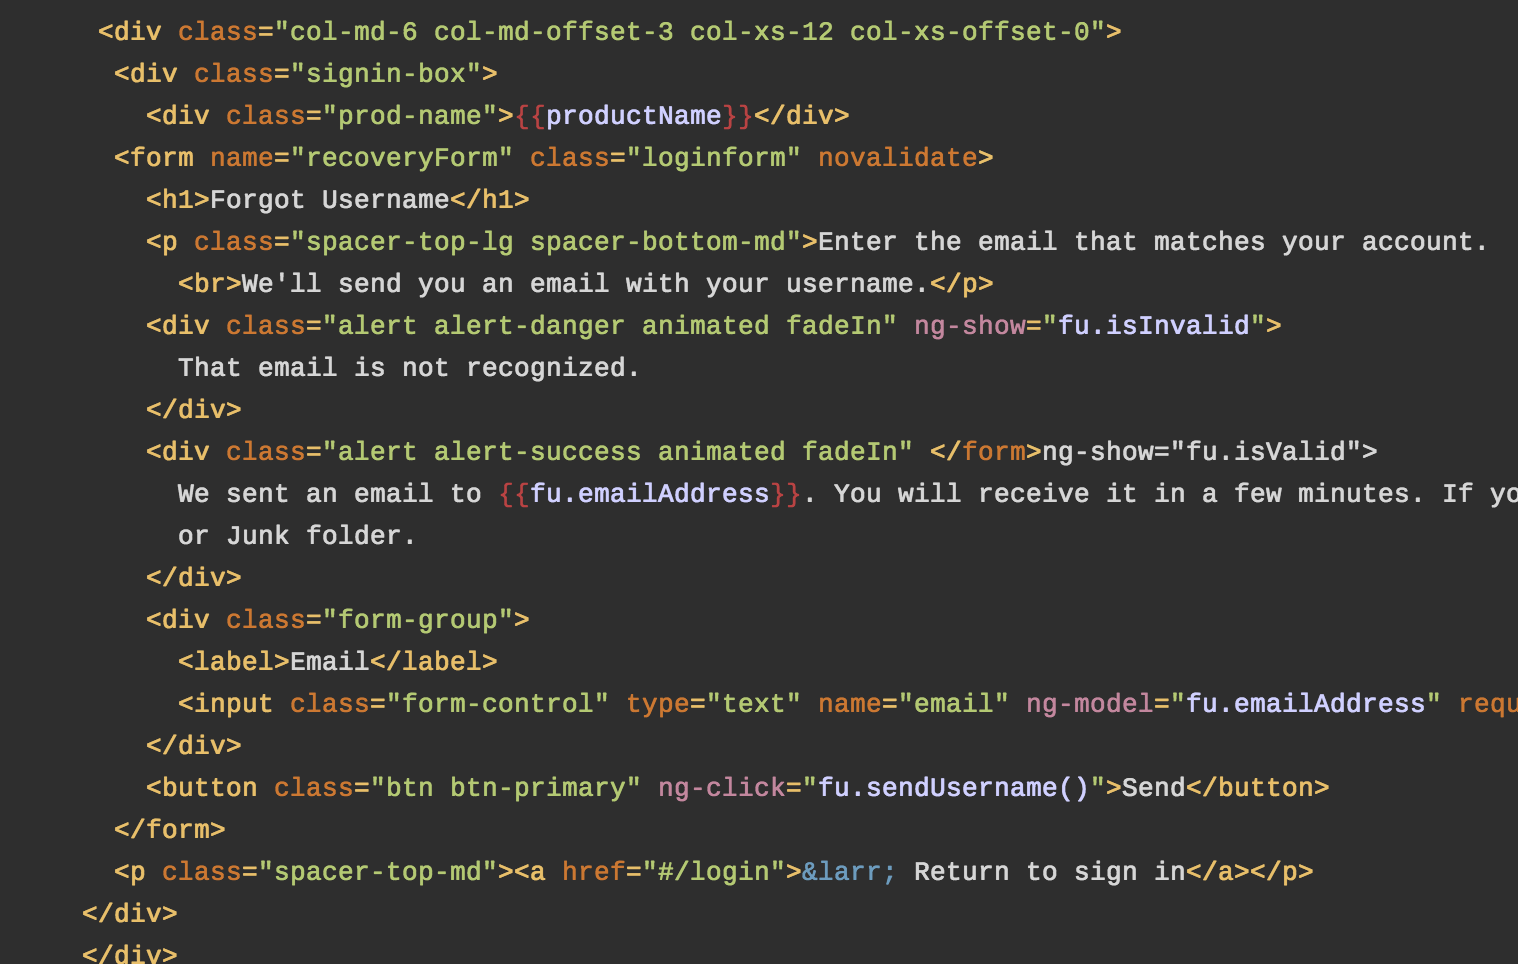 <div class="col-md-6 col-md-offset-3 col-xs-12 col-xs-offset-0">
<div class="signin-box">
<div class="prod-name">{{productName}}</div>
<form name="recoveryForm" class="loginform" novalidate>
<h1>Forgot Username</h1>
<p class="spacer-top-lg spacer-bottom-md">Enter the email that matches your account.
<br>We'll send you an email with your username.</p>
<div class="alert alert-danger animated fadeIn" ng-show="fu.isInvalid">
That email is not recognized.
</div>
<div class="alert alert-success animated fadeIn" </form>ng-show="fu.isValid">
We sent an email to {{fu.emailAddress}}. You will receive it in a few minutes. If yo
or Junk folder.
</div>
<div class="form-group">
<label>Email</label>
<input class="form-control" type="text" name="email" ng-model="fu.emailAddress" requ
</div>
<button class="btn btn-primary" ng-click="fu.sendUsername()">Send</button>
</form>
<p class="spacer-top-md"><a href="#/login">&larr; Return to sign in</a></p>
</div>
</div>